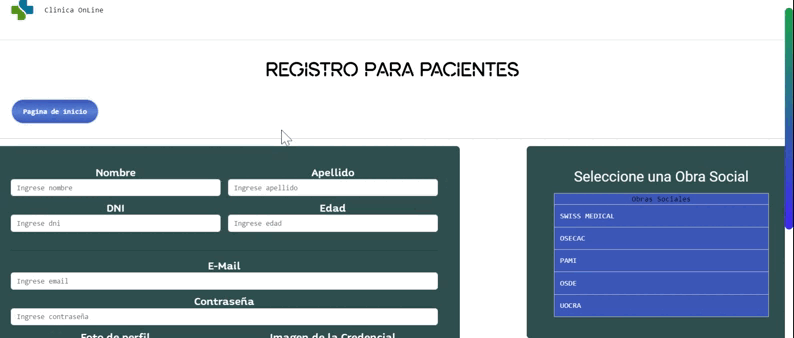 Clinica OnLine
REGISTRO PARA PACIENTES
Pagina de inicio
Nombre
Apellido
Ingrese nombre
Ingrese apellido
DNI
Edad
Ingrese dni
Ingrese edad
E-Mail
Ingrese email
Contraseña
Ingrese contraseña
Foto de perfil
Imagen de la Credencial
Seleccione una Obra Social
Obras Sociales
SWISS MEDICAL
OSECAC
PAMI
OSDE
UOCRA